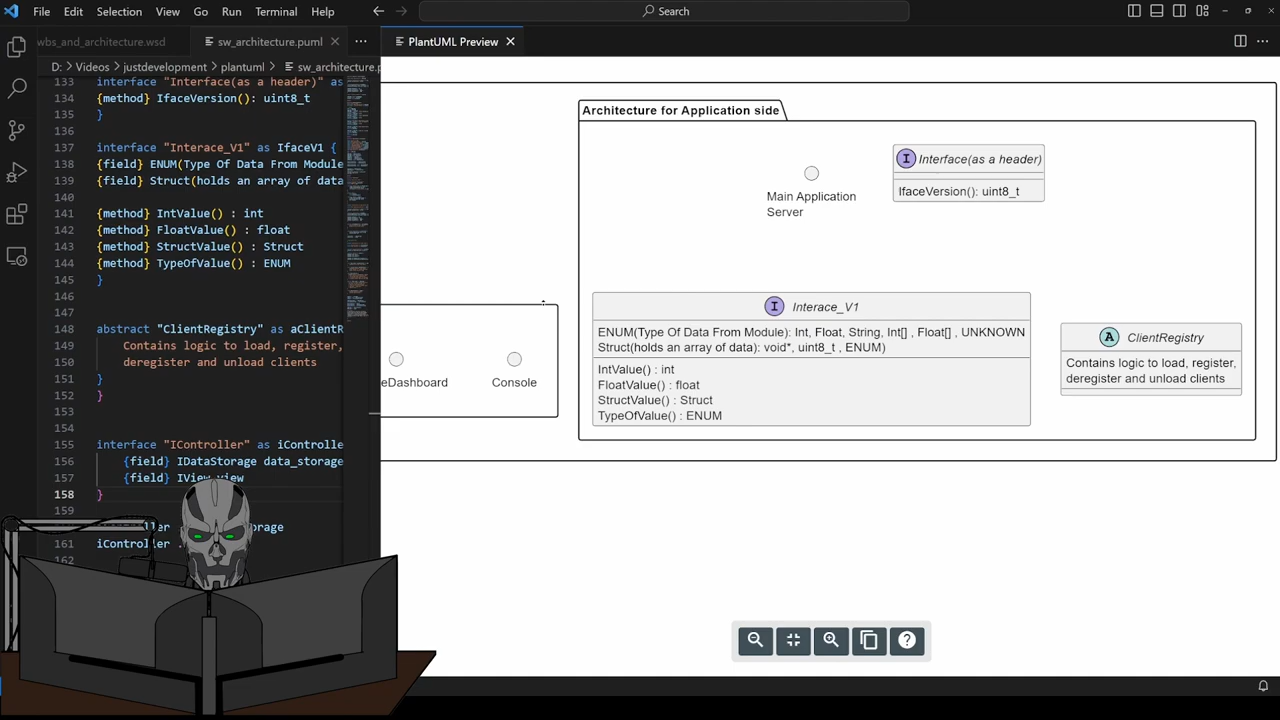 File Edit Selection View Go Run Terminal Help
Search
wbs_and_architecture.wsd
sw_architecture.puml
PlantUML Preview
D: > Videos > justdevelopment > plantuml > sw_architecture.p
133 interface "Interface(as a header)" as
134 {method} IfaceVersion(): uint8_t
135 }
136
137 interface "Interace_V1" as IfaceV1 {
138 {field} ENUM(Type Of Data From Module
139 {field} Struct(holds an array of data
140
141 {method} IntValue() : int
142 {method} FloatValue() : float
143 {method} StructValue() : Struct
144 {method} TypeOfValue() : ENUM
145 }
146
147
148 abstract "ClientRegistry" as aClientR
149 Contains logic to load, register,
150 deregister and unload clients
151 }
152 }
153
154
155 interface "IController" as iControlle
156 {field} IDataStorage data_storage
157 {field} IView view
158 }
159
161 iController
162
Architecture for Application side
Main Application
Server
I
Interface(as a header)
IfaceVersion(): uint8_t
I
Interace_V1
ENUM(Type Of Data From Module): Int, Float, String, Int[] , Float[] , UNKNOWN
Struct(holds an array of data): void*, uint8_t , ENUM)
IntValue() : int
FloatValue() : float
StructValue() : Struct
TypeOfValue() : ENUM
A
ClientRegistry
Contains logic to load, register,
deregister and unload clients
eDashboard
Console